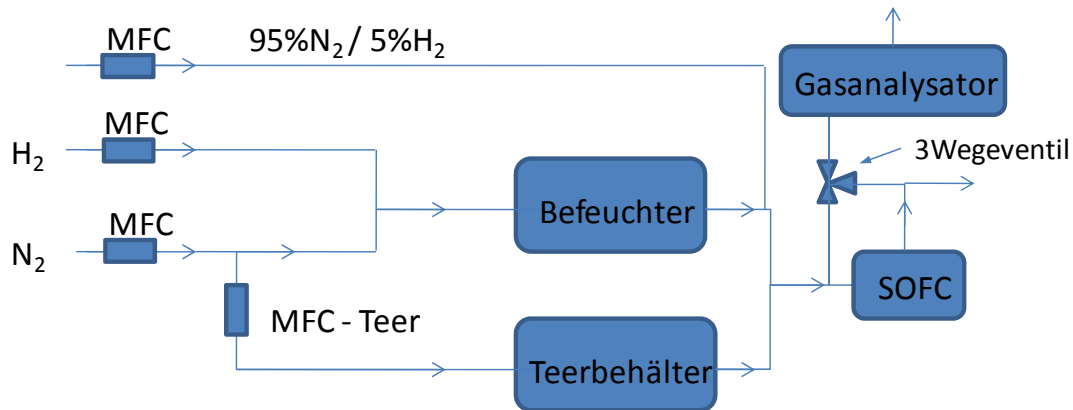 MFC
95%N₂ / 5%H₂
Gasanalysator
MFC
H₂
3Wegeventil
Befeuchter
MFC
N₂
SOFC
MFC - Teer
Teerbehälter